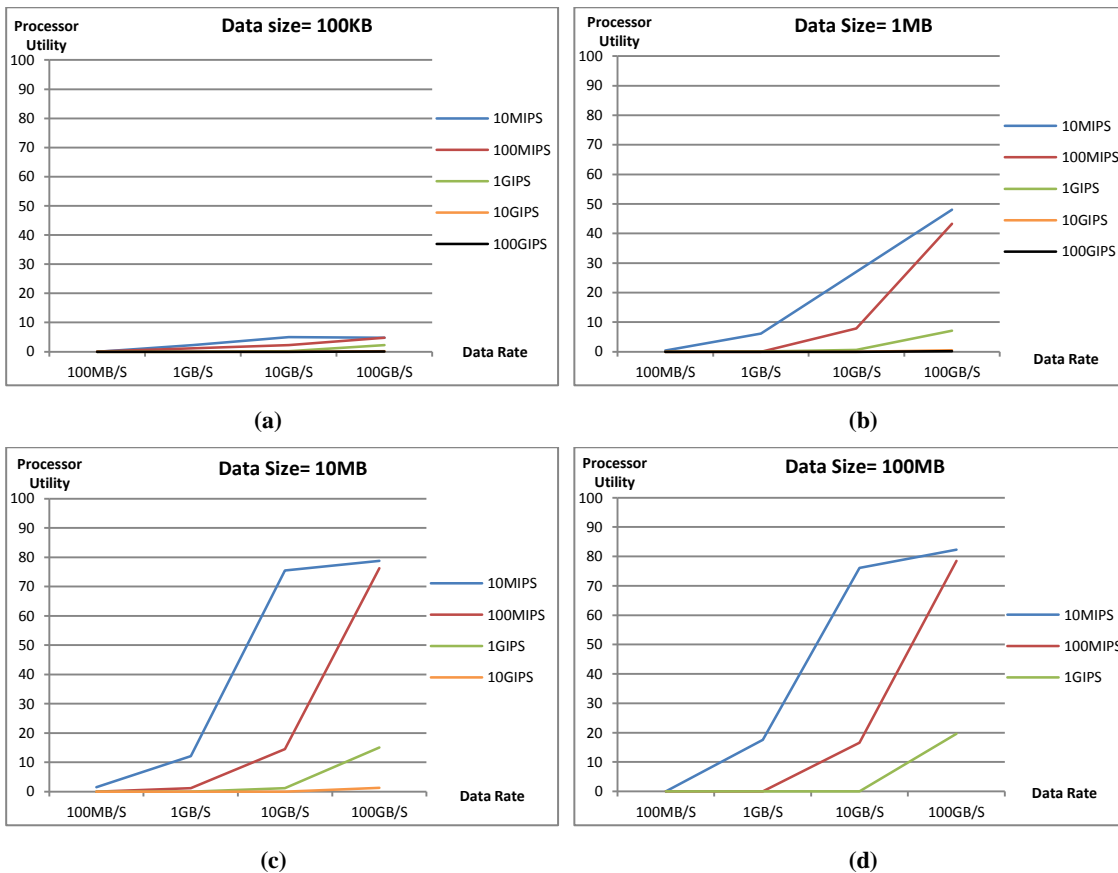 Processor
Utility
Data size= 100KB
100
90
80
70
60
50
40
30
20
10
0
100MB/S 1GB/S 10GB/S 100GB/S
Data Rate
10MIPS
100MIPS
1GIPS
10GIPS
100GIPS
(a)
Processor
Utility
Data Size= 1MB
100
90
80
70
60
50
40
30
20
10
0
100MB/S 1GB/S 10GB/S 100GB/S
Data Rate
10MIPS
100MIPS
1GIPS
10GIPS
100GIPS
(b)
Processor
Utility
Data Size= 10MB
100
90
80
70
60
50
40
30
20
10
0
100MB/S 1GB/S 10GB/S 100GB/S
Data Rate
10MIPS
100MIPS
1GIPS
10GIPS
(c)
Processor
Utility
Data Size= 100MB
100
90
80
70
60
50
40
30
20
10
0
100MB/S 1GB/S 10GB/S 100GB/S
Data Rate
10MIPS
100MIPS
1GIPS
(d)